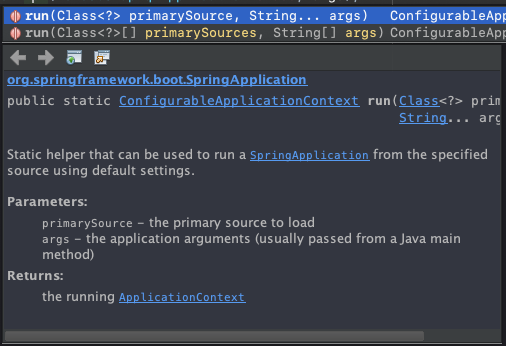 run(Class<?> primarySource, String... args) ConfigurableApp
run(Class<?>[] primarySources, String[] args) ConfigurableApp
org.springframework.boot.SpringApplication
public static ConfigurableApplicationContext run(Class<?> prim
String... arg
Static helper that can be used to run a SpringApplication from the specified
source using default settings.
Parameters:
primarySource – the primary source to load
args – the application arguments (usually passed from a Java main
method)
Returns:
the running ApplicationContext